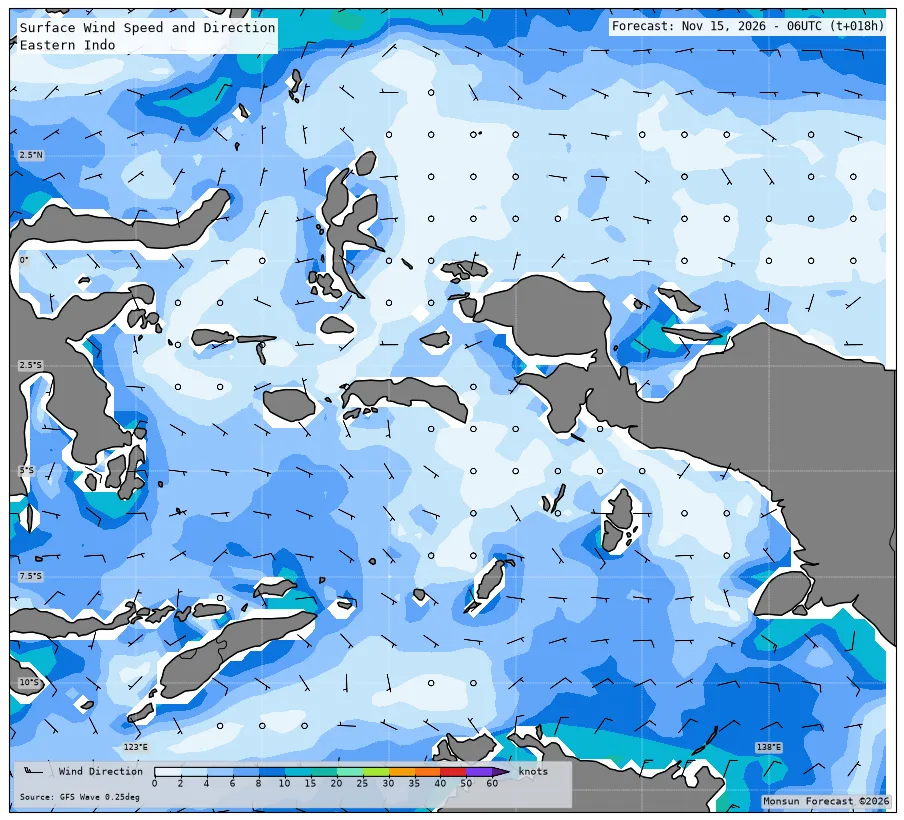 Surface Wind Speed and Direction
Eastern Indo
Forecast: Nov 15, 2026 - 06UTC (t+018h)
2.5°N
0°
2.5°S
5°S
7.5°S
10°S
123°E
138°E
Wind Direction
knots
0 2 4 6 8 10 15 20 25 30 35 40 50 60
Source: GFS Wave 0.25deg
Monsun Forecast ©2026